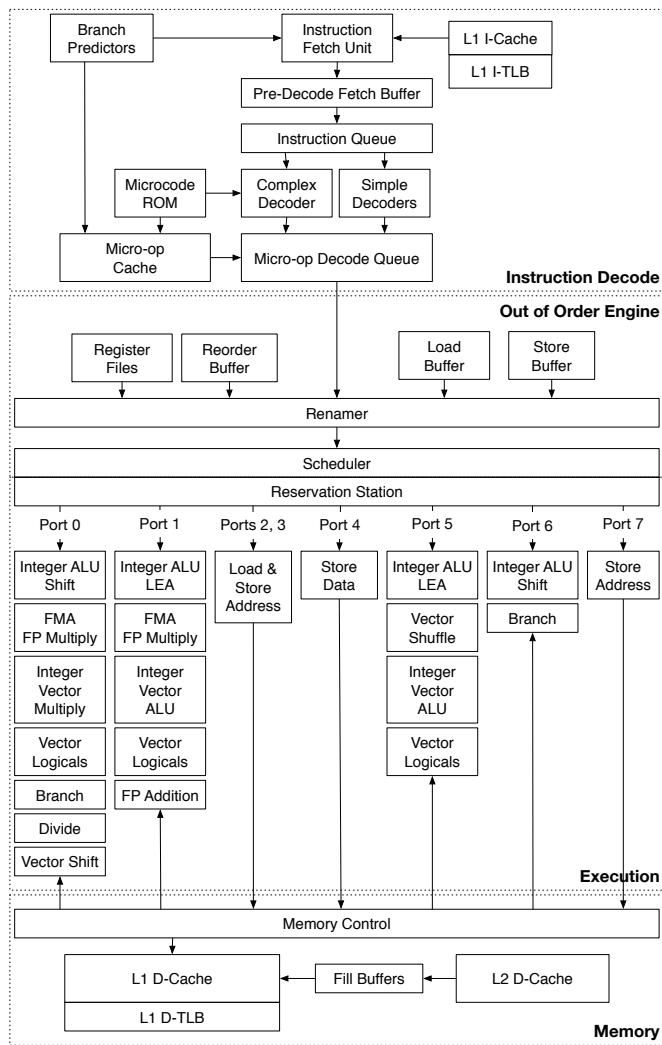 Branch
Predictors
Instruction
Fetch Unit
L1 I-Cache
L1 I-TLB
Pre-Decode Fetch Buffer
Instruction Queue
Microcode
ROM
Complex
Decoder
Simple
Decoders
Micro-op
Cache
Micro-op Decode Queue
Instruction Decode
Out of Order Engine
Register
Files
Reorder
Buffer
Load
Buffer
Store
Buffer
Renamer
Scheduler
Reservation Station
Port 0
Port 1
Ports 2, 3
Port 4
Port 5
Port 6
Port 7
Integer ALU
Shift
FMA
FP Multiply
Integer
Vector
Multiply
Vector
Logicals
Branch
Divide
Vector Shift
Integer ALU
LEA
FMA
FP Multiply
Integer
Vector
ALU
Vector
Logicals
FP Addition
Load &
Store
Address
Store
Data
Integer ALU
LEA
Vector
Shuffle
Integer
Vector
ALU
Vector
Logicals
Integer ALU
Shift
Branch
Store
Address
Execution
Memory Control
L1 D-Cache
L1 D-TLB
Fill Buffers
L2 D-Cache
Memory